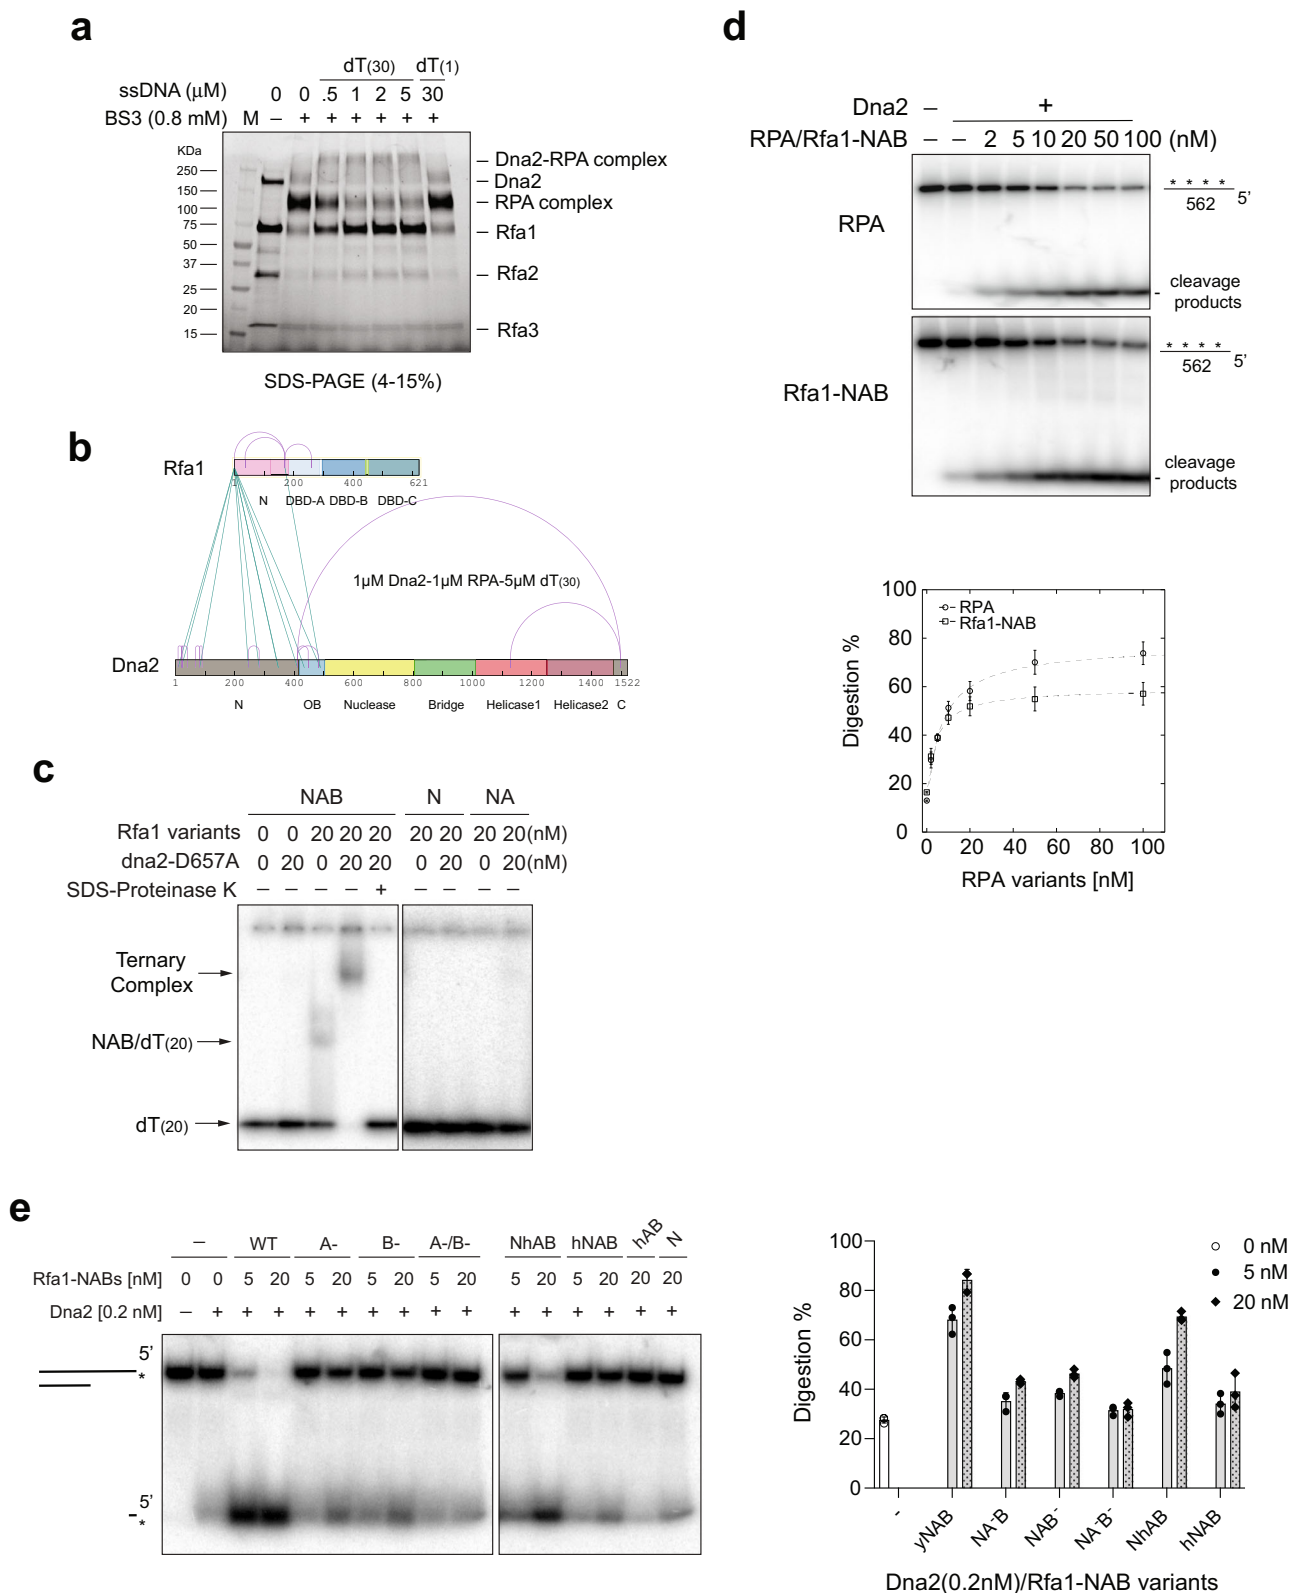 a
dT(30) dT(1)
ssDNA (µM) 0 0 .5 1 2 5 30
BS3 (0.8 mM) M – + + + + + +
KDa
250
150
100
75
50
37
25
20
15
Dna2-RPA complex
Dna2
RPA complex
Rfa1
Rfa2
Rfa3
SDS-PAGE (4-15%)
b
Rfa1
1 200 400 621
N DBD-A DBD-B DBD-C
1µM Dna2-1µM RPA-5µM dT(30)
Dna2
1 200 400 600 800 1000 1200 1400 1522
N OB Nuclease Bridge Helicase1 Helicase2 C
c
NAB N NA
Rfa1 variants 0 0 20 20 20 20 20 20 20 (nM)
dna2-D657A 0 20 0 20 20 0 20 0 20 (nM)
SDS-Proteinase K – – – – + – – – –
Ternary
Complex
NAB/dT(20)
dT(20)
d
Dna2 – +
RPA/Rfa1-NAB – – 2 5 10 20 50 100 (nM)
RPA
* * * *
562 5’
cleavage
products
Rfa1-NAB
* * * *
562 5’
cleavage
products
100
80
60
40
20
0
Digestion %
RPA
Rfa1-NAB
0 20 40 60 80 100
RPA variants [nM]
e
– WT A- B- A-/B- NhAB hNAB hAB N
Rfa1-NABs [nM] 0 0 5 20 5 20 5 20 5 20 5 20 5 20 20 20
Dna2 [0.2 nM] – + + + + + + + + + + + + + + +
5’
*
5’
*
100
80
60
40
20
0
Digestion %
0 nM
5 nM
20 nM
- yNAB NA⁻B NAB⁻ NA⁻B⁻ NhAB hNAB
Dna2(0.2nM)/Rfa1-NAB variants